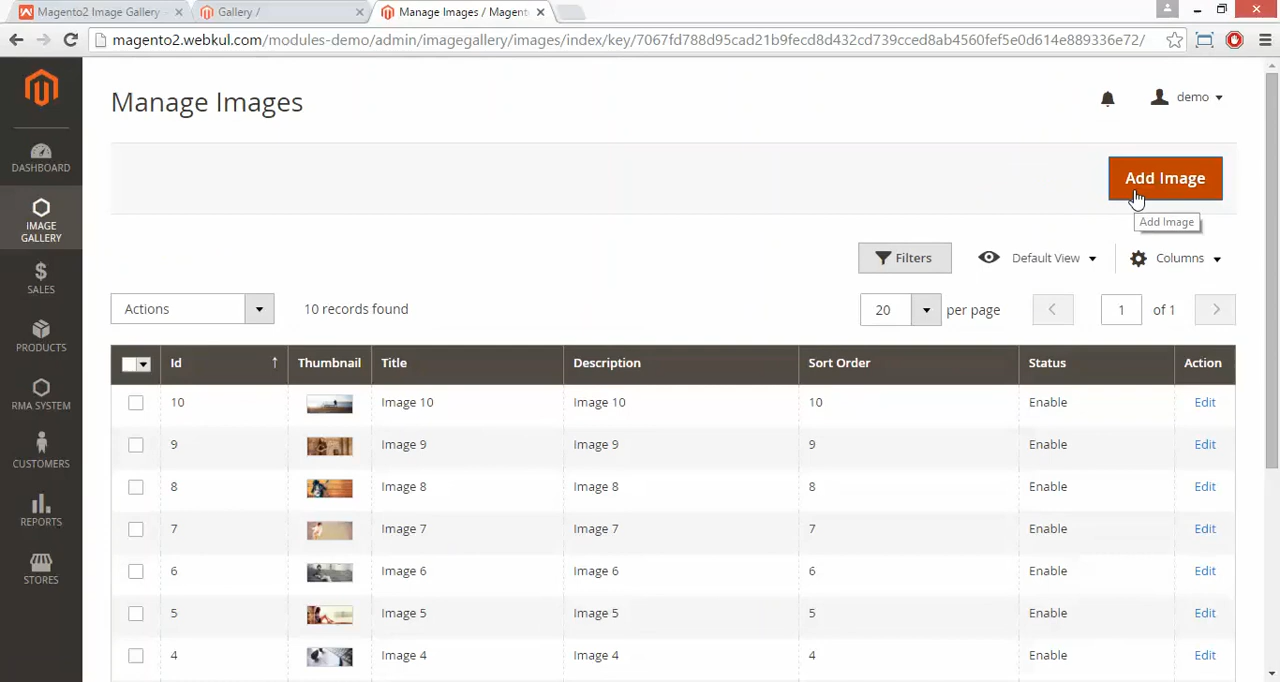 Magento2 Image Gallery
Gallery /
Manage Images / Magent
magento2.webkul.com/modules-demo/admin/imagegallery/images/index/key/7067fd788d95cad21b9fecd8d432cd739cced8ab4560fef5e0d614e889336e72/
Manage Images
demo
DASHBOARD
IMAGE
GALLERY
SALES
PRODUCTS
RMA SYSTEM
CUSTOMERS
REPORTS
STORES
Add Image
Add Image
Filters
Default View
Columns
Actions
10 records found
20
per page
1
of 1
Id ↑ Thumbnail Title Description Sort Order Status Action
10 Image 10 Image 10 10 Enable Edit
9 Image 9 Image 9 9 Enable Edit
8 Image 8 Image 8 8 Enable Edit
7 Image 7 Image 7 7 Enable Edit
6 Image 6 Image 6 6 Enable Edit
5 Image 5 Image 5 5 Enable Edit
4 Image 4 Image 4 4 Enable Edit